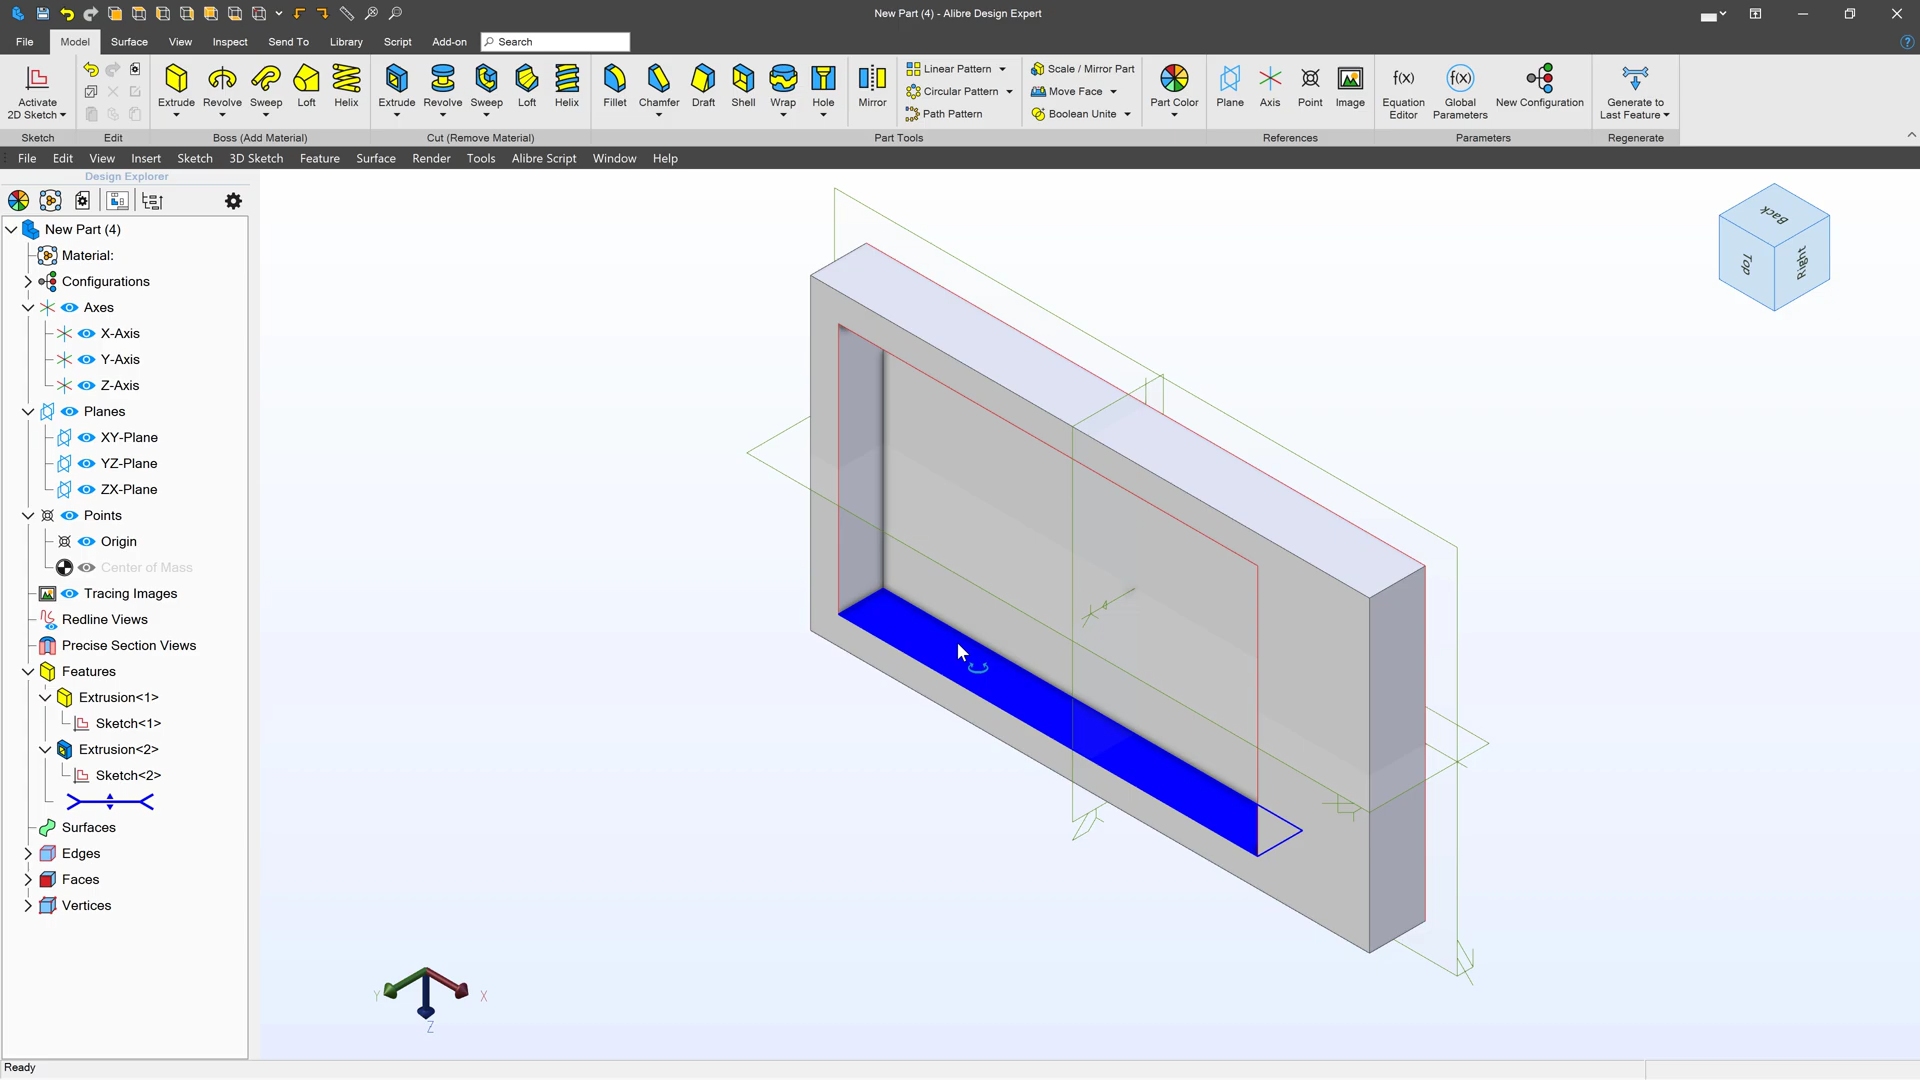 New Part (4) - Alibre Design Expert
File Model Surface View Inspect Send To Library Script Add-on Search
Activate 2D Sketch
Extrude Revolve Sweep Loft Helix
Extrude Revolve Sweep Loft Helix
Fillet Chamfer Draft Shell Wrap Hole Mirror
Linear Pattern
Circular Pattern
Path Pattern
Scale / Mirror Part
Move Face
Boolean Unite
Part Color
Plane Axis Point Image
f(x) Equation Editor
f(x) Global Parameters
New Configuration
Generate to Last Feature
Sketch Edit Boss (Add Material) Cut (Remove Material) Part Tools References Parameters Regenerate
File Edit View Insert Sketch 3D Sketch Feature Surface Render Tools Alibre Script Window Help
Design Explorer
New Part (4)
Material:
Configurations
Axes
X-Axis
Y-Axis
Z-Axis
Planes
XY-Plane
YZ-Plane
ZX-Plane
Points
Origin
Center of Mass
Tracing Images
Redline Views
Precise Section Views
Features
Extrusion<1>
Sketch<1>
Extrusion<2>
Sketch<2>
Surfaces
Edges
Faces
Vertices
Back
Top
Right
Y
X
Z
Ready